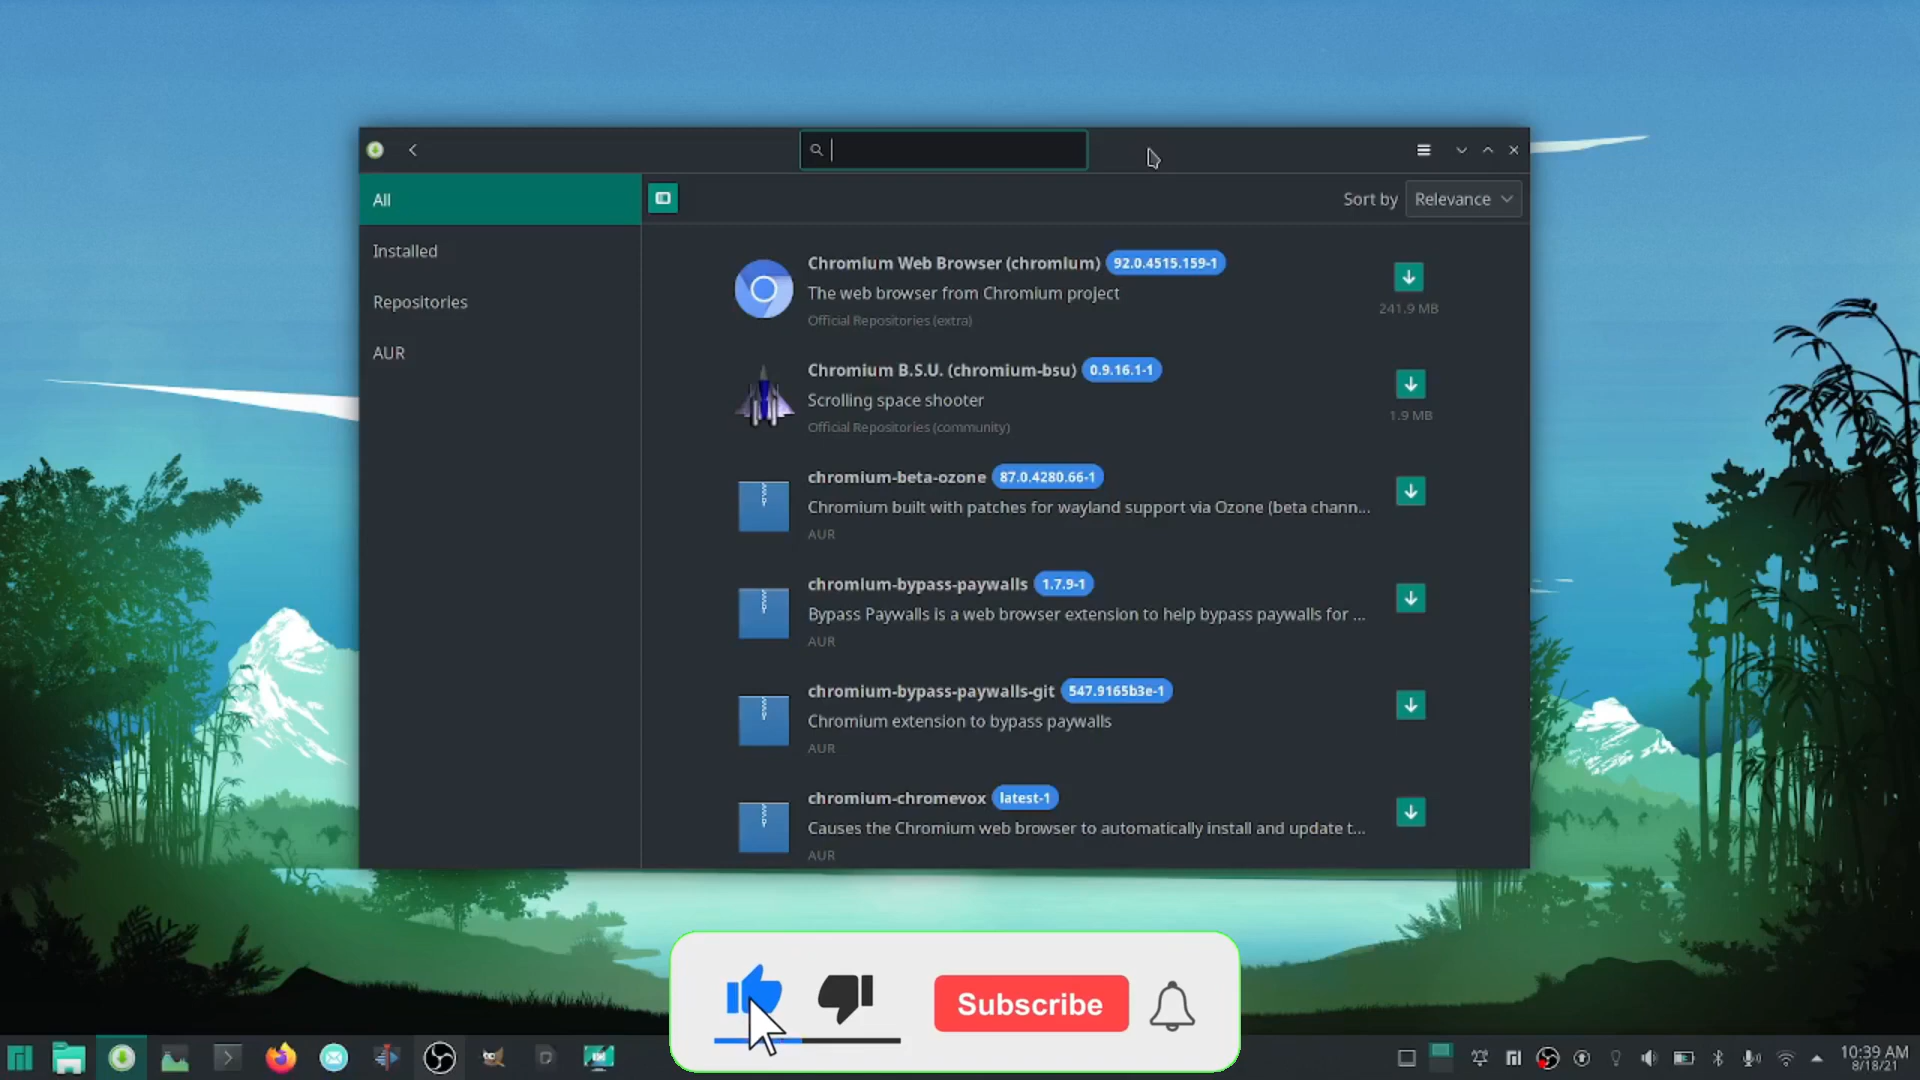 All
Sort by Relevance
Installed
Repositories
AUR
Chromium Web Browser (chromium) 92.0.4515.159-1
The web browser from Chromium project
241.9 MB
Official Repositories (extra)
Chromium B.S.U. (chromium-bsu) 0.9.16.1-1
Scrolling space shooter
1.9 MB
Official Repositories (community)
chromium-beta-ozone 87.0.4280.66-1
Chromium built with patches for wayland support via Ozone (beta chann...
AUR
chromium-bypass-paywalls 1.7.9-1
Bypass Paywalls is a web browser extension to help bypass paywalls for ...
AUR
chromium-bypass-paywalls-git 547.9165b3e-1
Chromium extension to bypass paywalls
AUR
chromium-chromevox latest-1
Causes the Chromium web browser to automatically install and update t...
AUR
Subscribe
10:39 AM
8/18/21